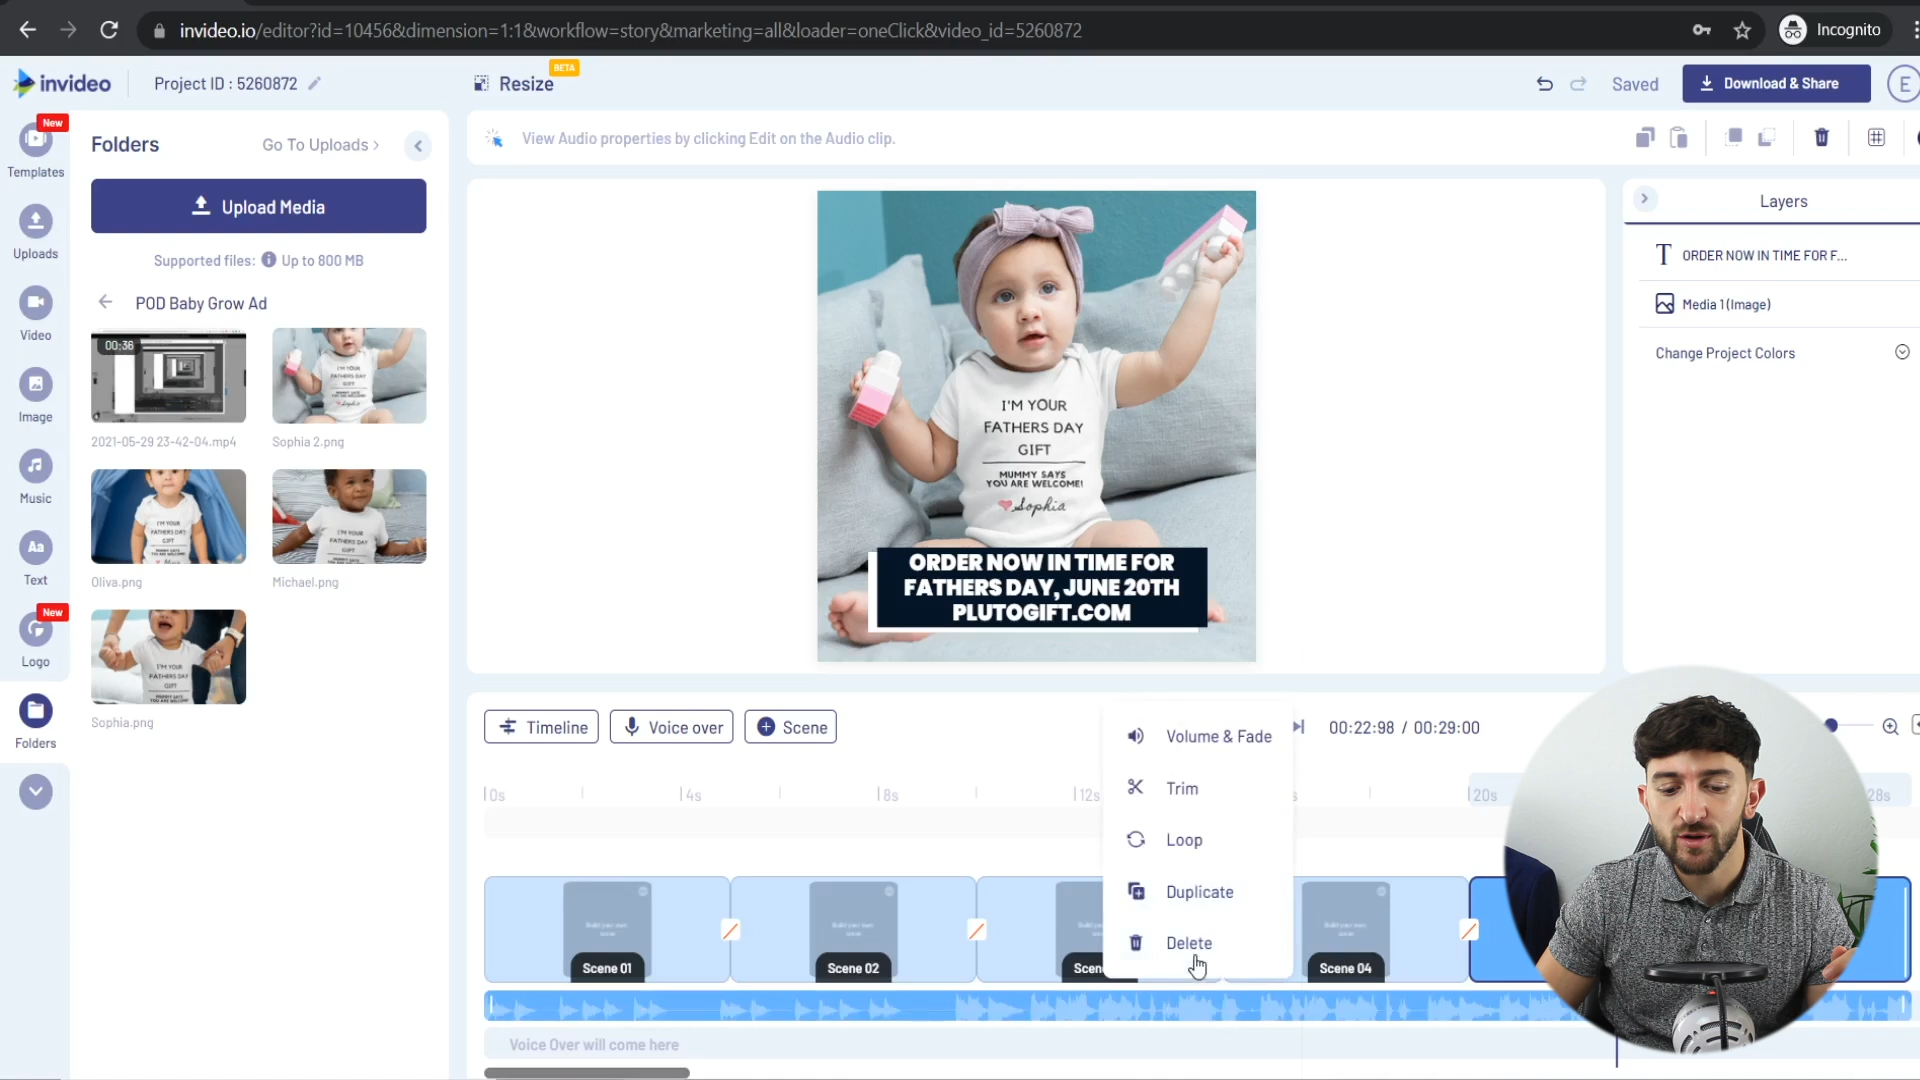 invideo.io/editor?id=10456&dimension=1:1&workflow=story&marketing=all&loader=oneClick&video_id=5260872
Incognito
invideo
Project ID : 5260872
Resize
BETA
Saved
Download & Share
E
New
Templates
Uploads
Video
Image
Music
Aa
Text
New
Logo
Folders
Folders
Go To Uploads >
Upload Media
Supported files: Up to 800 MB
POD Baby Grow Ad
00:36
2021-05-29 23-42-04.mp4
Sophia 2.png
Oliva.png
Michael.png
Sophia.png
View Audio properties by clicking Edit on the Audio clip.
I'M YOUR
FATHERS DAY
GIFT
MUMMY SAYS
YOU ARE WELCOME!
Sophia
ORDER NOW IN TIME FOR
FATHERS DAY, JUNE 20TH
PLUTOGIFT.COM
Layers
T ORDER NOW IN TIME FOR F...
Media 1 (Image)
Change Project Colors
Timeline
Voice over
Scene
00:22:98 / 00:29:00
0s
4s
8s
12s
20s
28s
Volume & Fade
Trim
Loop
Duplicate
Delete
Scene 01
Scene 02
Scen
Scene 04
Voice Over will come here